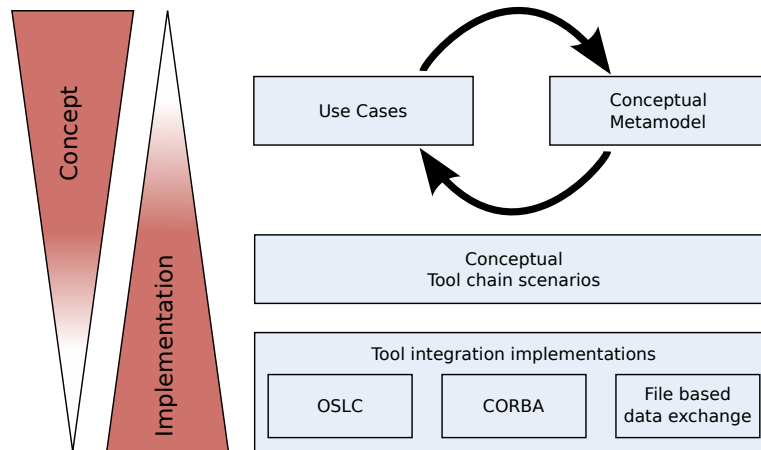 Concept
Implementation
Use Cases
Conceptual
Metamodel
Conceptual
Tool chain scenarios
Tool integration implementations
OSLC
CORBA
File based
data exchange